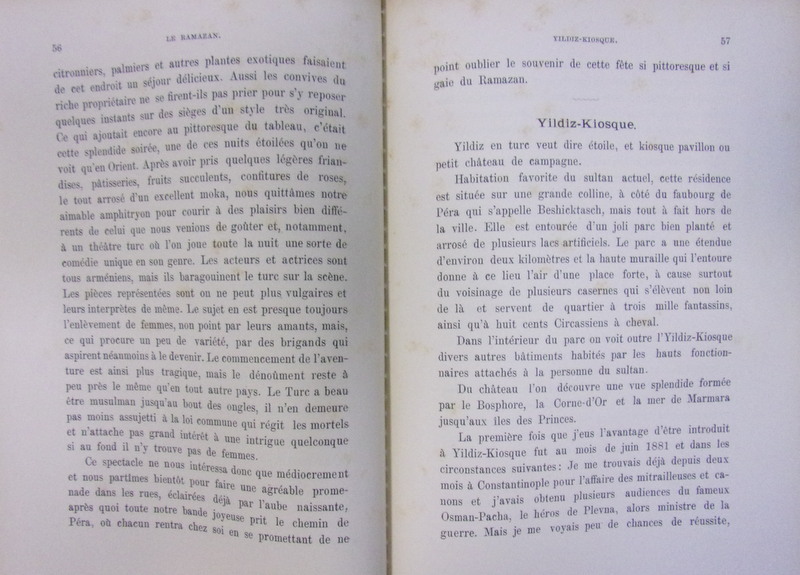 56
LE RAMAZAN.
citronniers, palmiers et autres plantes exotiques faisaient
de cet endroit un séjour délicieux. Aussi les convives du
riche propriétaire ne se firent-ils pas prier pour s'y reposer
quelques instants sur des sièges d'un style très original.
Ce qui ajoutait encore au pittoresque du tableau, c'était
cette splendide soirée, une de ces nuits étoilées qu'on ne
voit qu'en Orient. Après avoir pris quelques légères frian-
dises, pâtisseries, fruits succulents, confitures de roses,
le tout arrosé d'un excellent moka, nous quittâmes notre
aimable amphitryon pour courir à des plaisirs bien diffé-
rents de celui que nous venions de goûter et, notamment,
à un théâtre turc où l'on joue toute la nuit une sorte de
comédie unique en son genre. Les acteurs et actrices sont
tous arméniens, mais ils baragouinent le turc sur la scène.
Les pièces représentées sont on ne peut plus vulgaires et
leurs interprètes de même. Le sujet en est presque toujours
l'enlèvement de femmes, non point par leurs amants, mais,
ce qui procure un peu de variété, par des brigands qui
aspirent néanmoins à le devenir. Le commencement de l'aven-
ture est ainsi plus tragique, mais le dénoûment reste à
peu près le même qu'en tout autre pays. Le Turc a beau
être musulman jusqu'au bout des ongles, il n'en demeure
pas moins assujetti à la loi commune qui régit les mortels
et n'attache pas grand intérêt à une intrigue quelconque
si au fond il n'y trouve pas de femmes.
Ce spectacle ne nous intéressa donc que médiocrement
et nous partîmes bientôt pour faire une agréable prome-
nade dans les rues, éclairées déjà par l'aube naissante,
après quoi toute notre bande joyeuse prit le chemin de
Péra, où chacun rentra chez soi en se promettant de ne
YILDIZ-KIOSQUE.
57
point oublier le souvenir de cette fête si pittoresque et si
gaie du Ramazan.
Yildiz-Kiosque.
Yildiz en turc veut dire étoile, et kiosque pavillon ou
petit château de campagne.
Habitation favorite du sultan actuel, cette résidence
est située sur une grande colline, à côté du faubourg de
Péra qui s'appelle Beshicktasch, mais tout à fait hors de
la ville. Elle est entourée d'un joli parc bien planté et
arrosé de plusieurs lacs artificiels. Le parc a une étendue
d'environ deux kilomètres et la haute muraille qui l'entoure
donne à ce lieu l'air d'une place forte, à cause surtout
du voisinage de plusieurs casernes qui s'élèvent non loin
de là et servent de quartier à trois mille fantassins,
ainsi qu'à huit cents Circassiens à cheval.
Dans l'intérieur du parc on voit outre l'Yildiz-Kiosque
divers autres bâtiments habités par les hauts fonction-
naires attachés à la personne du sultan.
Du château l'on découvre une vue splendide formée
par le Bosphore, la Corne-d'Or et la mer de Marmara
jusqu'aux îles des Princes.
La première fois que j'eus l'avantage d'être introduit
à Yildiz-Kiosque fut au mois de juin 1881 et dans les
circonstances suivantes: Je me trouvais déjà depuis deux
mois à Constantinople pour l'affaire des mitrailleuses et ca-
nons et j'avais obtenu plusieurs audiences du fameux
Osman-Pacha, le héros de Plevna, alors ministre de la
guerre. Mais je me voyais peu de chances de réussite,